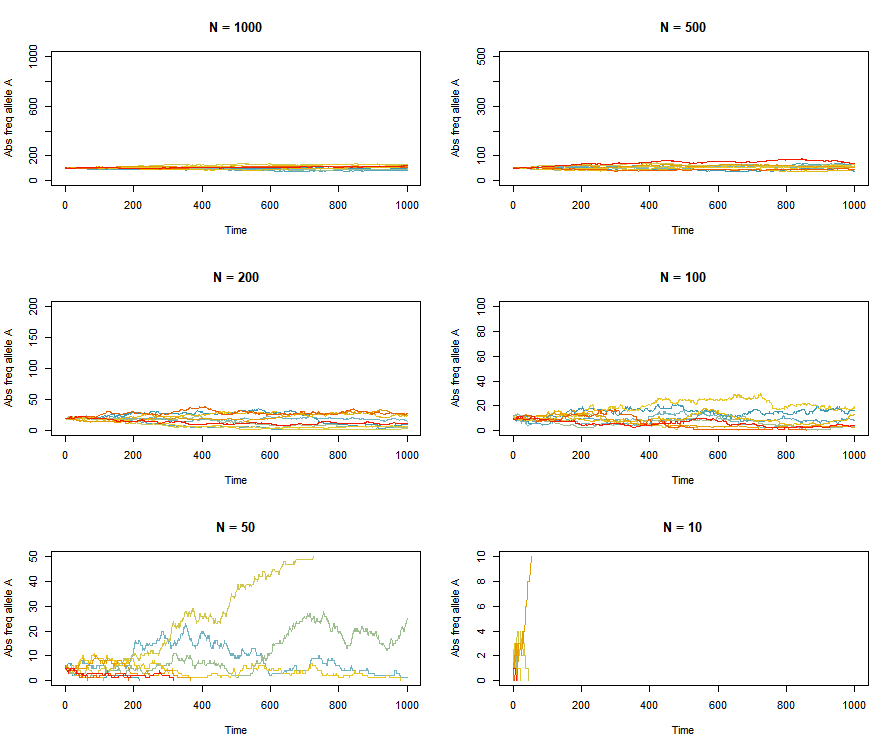 N = 1000
Abs freq allele A
0 200 600 1000
0 200 400 600 800 1000
Time
N = 500
Abs freq allele A
0 100 300 500
0 200 400 600 800 1000
Time
N = 200
Abs freq allele A
0 50 100 150 200
0 200 400 600 800 1000
Time
N = 100
Abs freq allele A
0 20 40 60 80 100
0 200 400 600 800 1000
Time
N = 50
Abs freq allele A
0 10 20 30 40 50
0 200 400 600 800 1000
Time
N = 10
Abs freq allele A
0 2 4 6 8 10
0 200 400 600 800 1000
Time